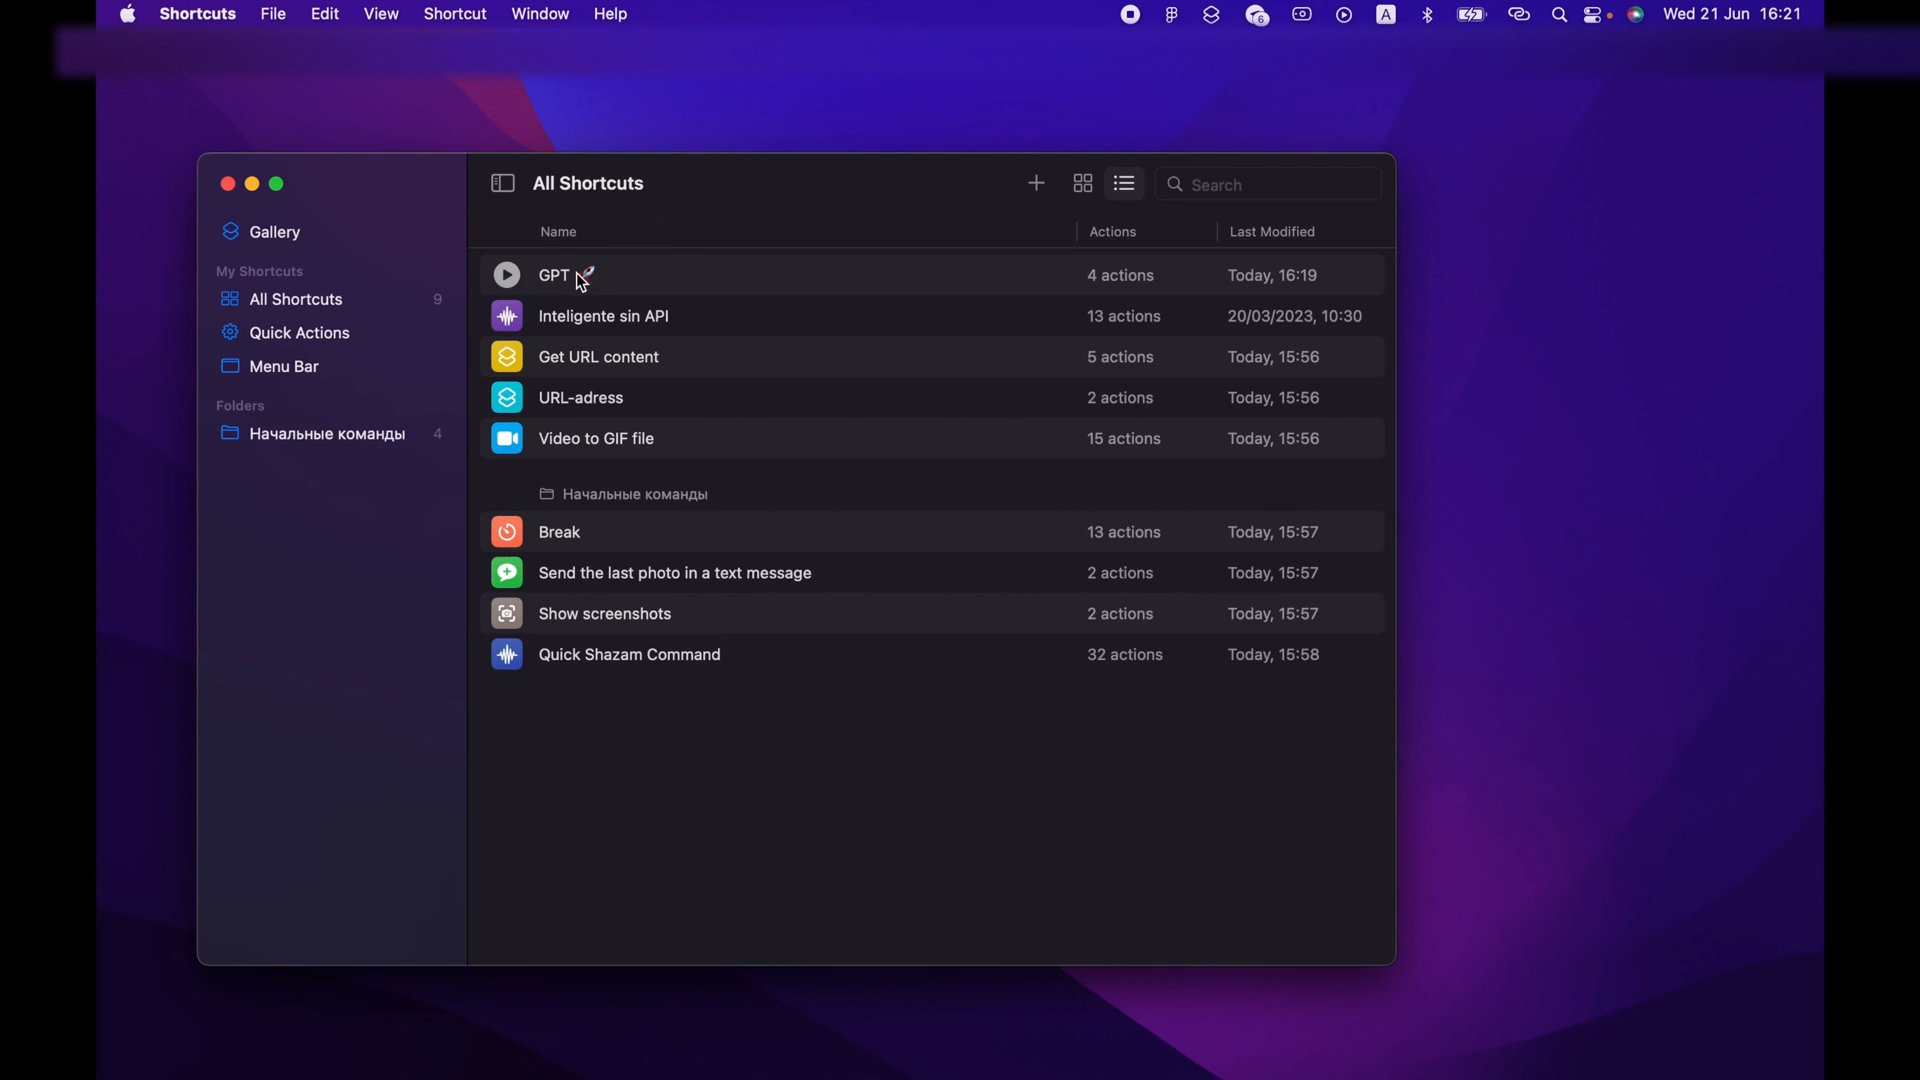 Shortcuts File Edit View Shortcut Window Help 6 A Wed 21 Jun 16:21
All Shortcuts
Search
Gallery
My Shortcuts
All Shortcuts 9
Quick Actions
Menu Bar
Folders
Начальные команды 4
Name Actions Last Modified
GPT 🚀 4 actions Today, 16:19
Inteligente sin API 13 actions 20/03/2023, 10:30
Get URL content 5 actions Today, 15:56
URL-adress 2 actions Today, 15:56
Video to GIF file 15 actions Today, 15:56
Начальные команды
Break 13 actions Today, 15:57
Send the last photo in a text message 2 actions Today, 15:57
Show screenshots 2 actions Today, 15:57
Quick Shazam Command 32 actions Today, 15:58